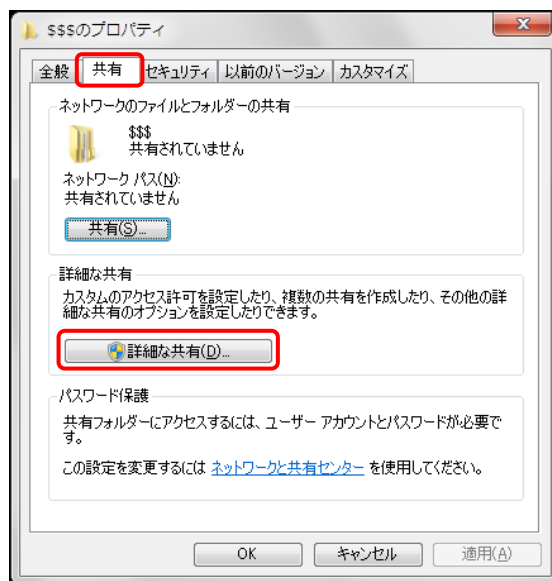 $$$のプロパティ
全般
共有
セキュリティ
以前のバージョン
カスタマイズ
ネットワークのファイルとフォルダーの共有
$$$
共有されていません
ネットワーク パス(N):
共有されていません
共有(S)...
詳細な共有
カスタムのアクセス許可を設定したり、複数の共有を作成したり、その他の詳
細な共有のオプションを設定したりできます。
詳細な共有(D)...
パスワード保護
共有フォルダーにアクセスするには、ユーザー アカウントとパスワードが必要で
す。
この設定を変更するには ネットワークと共有センター を使用してください。
OK
キャンセル
適用(A)